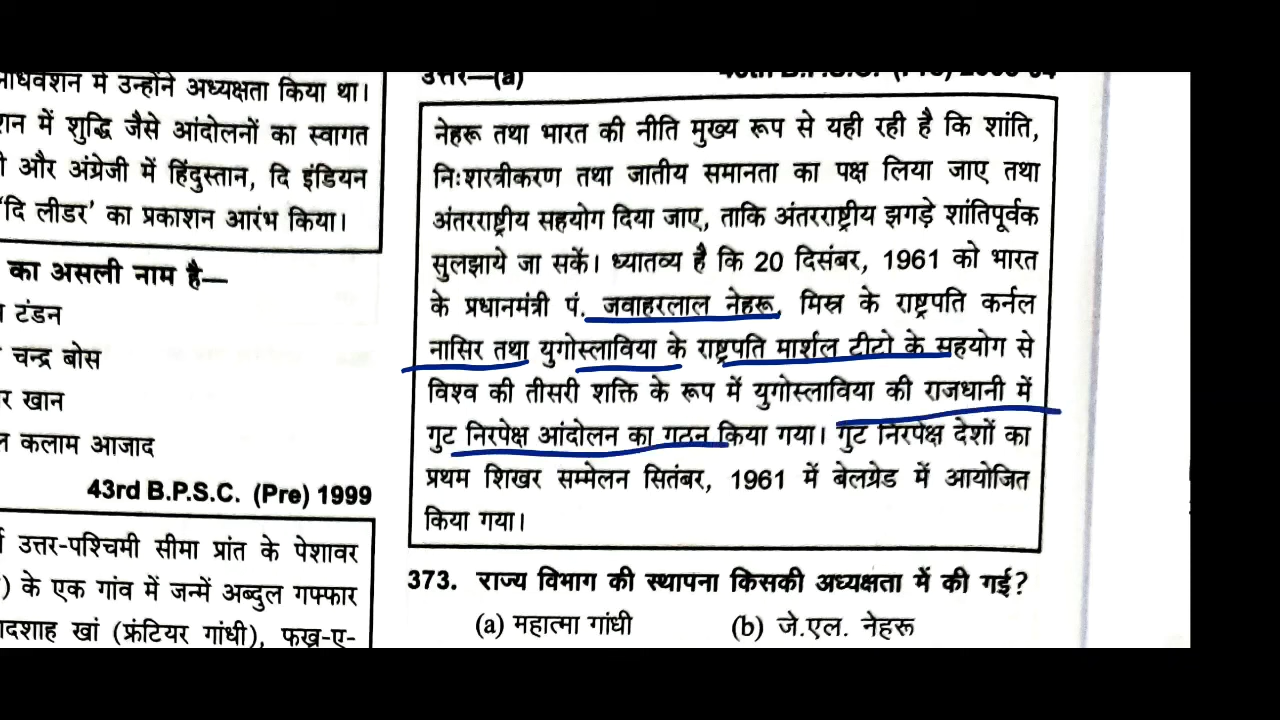 अधिवेशन में उन्होंने अध्यक्षता किया था।
में शुद्धि जैसे आंदोलनों का स्वागत
और अंग्रेजी में हिंदुस्तान, दि इंडियन
'दि लीडर' का प्रकाशन आरंभ किया।
का असली नाम है—
टंडन
चन्द्र बोस
खान
कलाम आजाद
43rd B.P.S.C. (Pre) 1999
उत्तर-पश्चिमी सीमा प्रांत के पेशावर
) के एक गांव में जन्में अब्दुल गफ्फार
खां (फ्रंटियर गांधी), फख्र-ए-
उत्तर—(a)
B.P.S.C. (Pre)
नेहरू तथा भारत की नीति मुख्य रूप से यही रही है कि शांति,
निःशस्त्रीकरण तथा जातीय समानता का पक्ष लिया जाए तथा
अंतरराष्ट्रीय सहयोग दिया जाए, ताकि अंतरराष्ट्रीय झगड़े शांतिपूर्वक
सुलझाये जा सकें। ध्यातव्य है कि 20 दिसंबर, 1961 को भारत
के प्रधानमंत्री पं. जवाहरलाल नेहरू, मिस्र के राष्ट्रपति कर्नल
नासिर तथा युगोस्लाविया के राष्ट्रपति मार्शल टीटो के सहयोग से
विश्व की तीसरी शक्ति के रूप में युगोस्लाविया की राजधानी में
गुट निरपेक्ष आंदोलन का गठन किया गया। गुट निरपेक्ष देशों का
प्रथम शिखर सम्मेलन सितंबर, 1961 में बेलग्रेड में आयोजित
किया गया।
373. राज्य विभाग की स्थापना किसकी अध्यक्षता में की गई?
(a) महात्मा गांधी (b) जे.एल. नेहरू